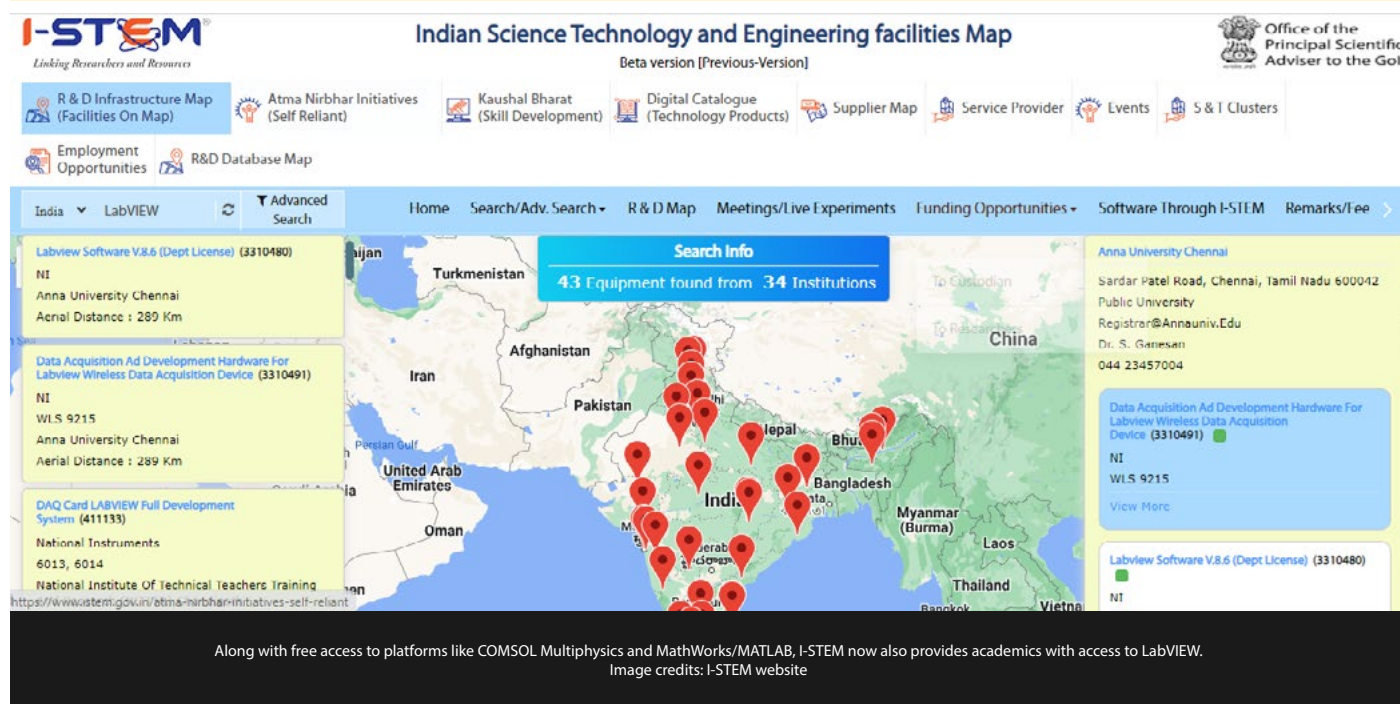 I-STEM®
Linking Researchers and Resources
Indian Science Technology and Engineering facilities Map
Beta version [Previous-Version]
Office of the
Principal Scientific
Adviser to the Go
R & D Infrastructure Map
(Facilities On Map)
Atma Nirbhar Initiatives
(Self Reliant)
Kaushal Bharat
(Skill Development)
Digital Catalogue
(Technology Products)
Supplier Map
Service Provider
Events
S & T Clusters
Employment
Opportunities
R&D Database Map
India
LabVIEW
Advanced
Search
Home
Search/Adv. Search
R & D Map
Meetings/Live Experiments
Funding Opportunities
Software Through I-STEM
Remarks/Fee
Labview Software V.8.6 (Dept License) (3310480)
NI
Anna University Chennai
Aerial Distance : 289 Km
Data Acquisition Ad Development Hardware For
Labview Wireless Data Acquisition Device (3310491)
NI
WLS 9215
Anna University Chennai
Aerial Distance : 289 Km
DAQ Card LABVIEW Full Development
System (411133)
National Instruments
6013, 6014
National Institute Of Technical Teachers Training
https://www.istem.gov.in/atma-nirbhar-initiatives-self-reliant
Search Info
43 Equipment found from 34 Institutions
To Custodian
To Researchers
aijan
Turkmenistan
Afghanistan
China
Iran
Pakistan
lhi
Nepal
Bhu
Persian Gulf
United Arab
Emirates
Saudi Arabia
Bangladesh
India
Oman
Myanmar
(Burma)
Laos
Thailand
Bangkok
Vietna
Anna University Chennai
Sardar Patel Road, Chennai, Tamil Nadu 600042
Public University
Registrar@Annauniv.Edu
Dr. S. Ganesan
044 23457004
Data Acquisition Ad Development Hardware For
Labview Wireless Data Acquisition
Device (3310491)
NI
WLS 9215
View More
Labview Software V.8.6 (Dept License) (3310480)
NI
Along with free access to platforms like COMSOL Multiphysics and MathWorks/MATLAB, I-STEM now also provides academics with access to LabVIEW.
Image credits: I-STEM website